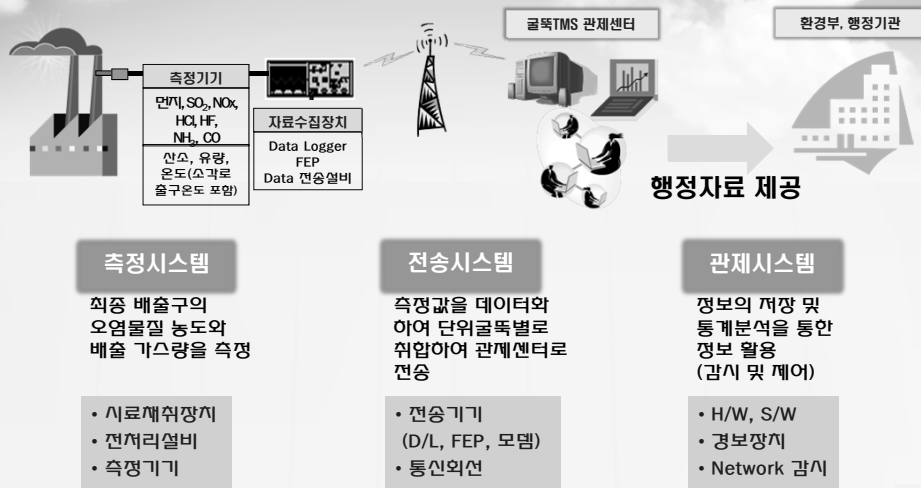 굴뚝TMS 관제센터
환경부, 행정기관
측정기기
먼지, SO₂, NOx,
HCl, HF,
NH₃, CO
산소, 유량,
온도(소각로
출구온도 포함)
자료수집장치
Data Logger
FEP
Data 전송설비
행정자료 제공
측정시스템
최종 배출구의
오염물질 농도와
배출 가스량을 측정
• 시료채취장치
• 전처리설비
• 측정기기
전송시스템
측정값을 데이터화
하여 단위굴뚝별로
취합하여 관제센터로
전송
• 전송기기
(D/L, FEP, 모뎀)
• 통신회선
관제시스템
정보의 저장 및
통계분석을 통한
정보 활용
(감시 및 제어)
• H/W, S/W
• 경보장치
• Network 감시